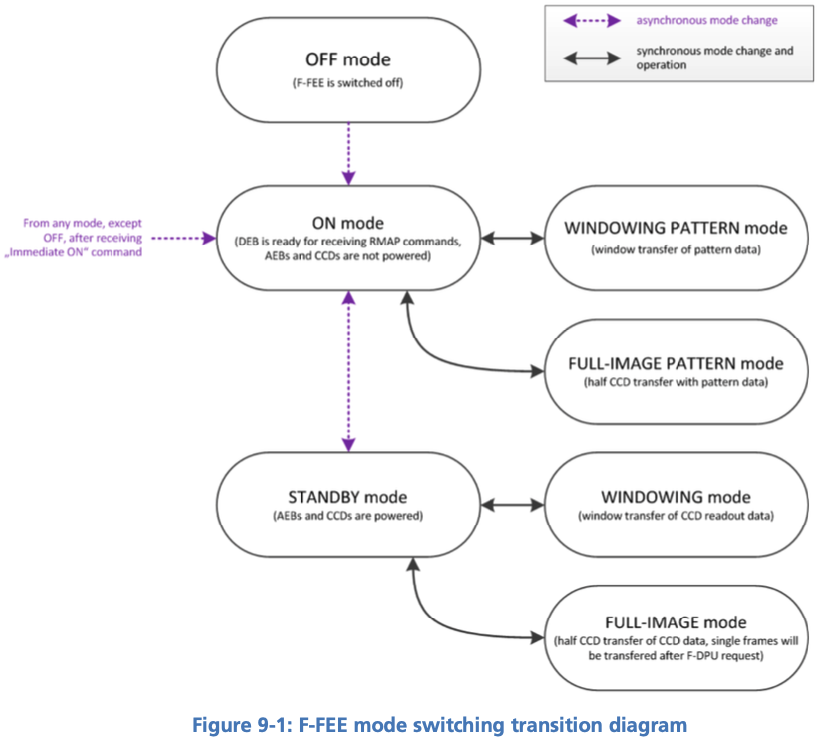 asynchronous mode change
synchronous mode change and
operation
OFF mode
(F-FEE is switched off)
From any mode, except
OFF, after receiving
„Immediate ON“ command
ON mode
(DEB is ready for receiving RMAP commands,
AEBs and CCDs are not powered)
WINDOWING PATTERN mode
(window transfer of pattern data)
FULL-IMAGE PATTERN mode
(half CCD transfer with pattern data)
STANDBY mode
(AEBs and CCDs are powered)
WINDOWING mode
(window transfer of CCD readout data)
FULL-IMAGE mode
(half CCD transfer of CCD data, single frames will
be transfered after F-DPU request)
Figure 9-1: F-FEE mode switching transition diagram